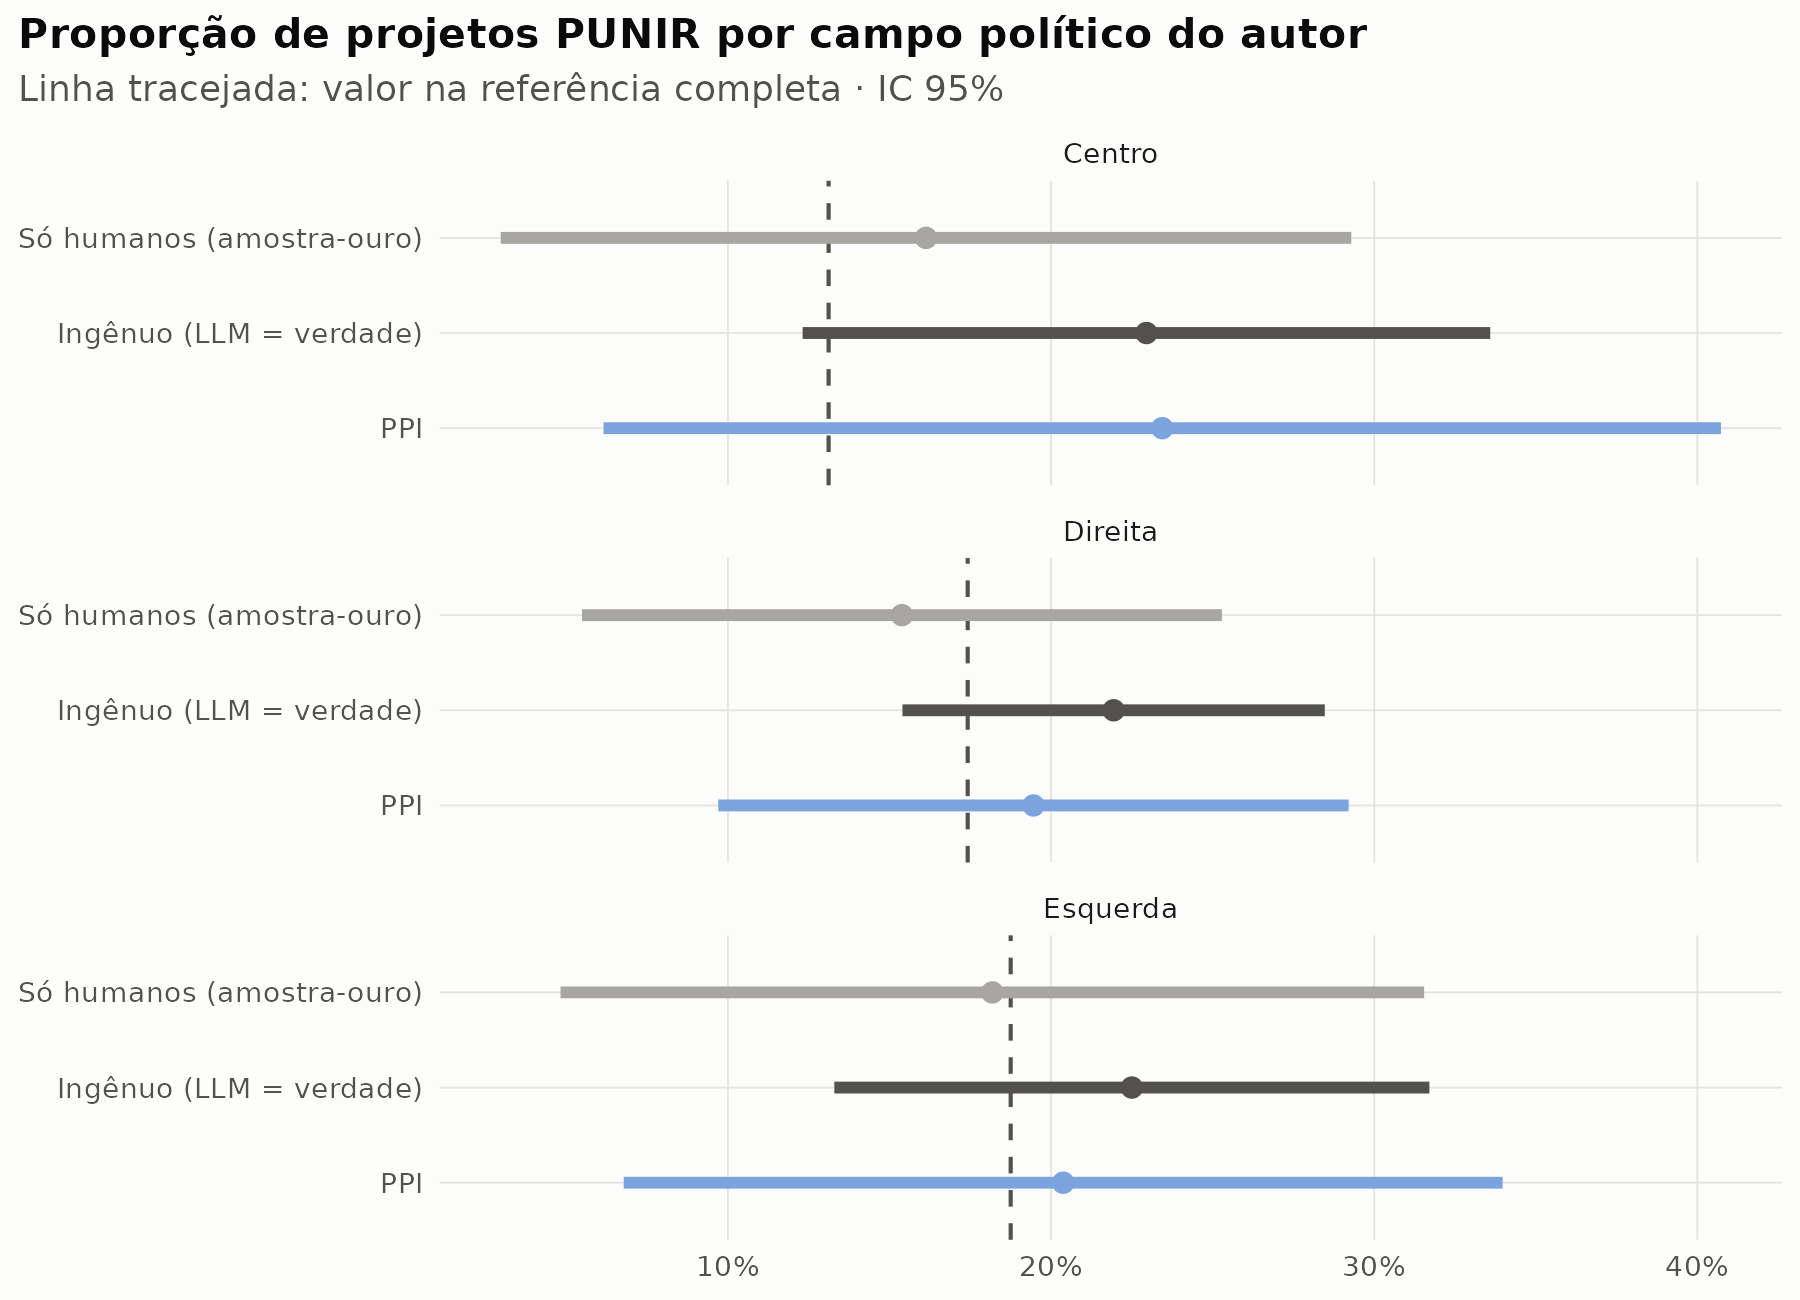 Proporção de projetos PUNIR por campo político do autor
Linha tracejada: valor na referência completa · IC 95%
Centro
Só humanos (amostra-ouro)
Ingênuo (LLM = verdade)
PPI
Direita
Só humanos (amostra-ouro)
Ingênuo (LLM = verdade)
PPI
Esquerda
Só humanos (amostra-ouro)
Ingênuo (LLM = verdade)
PPI
10% 20% 30% 40%